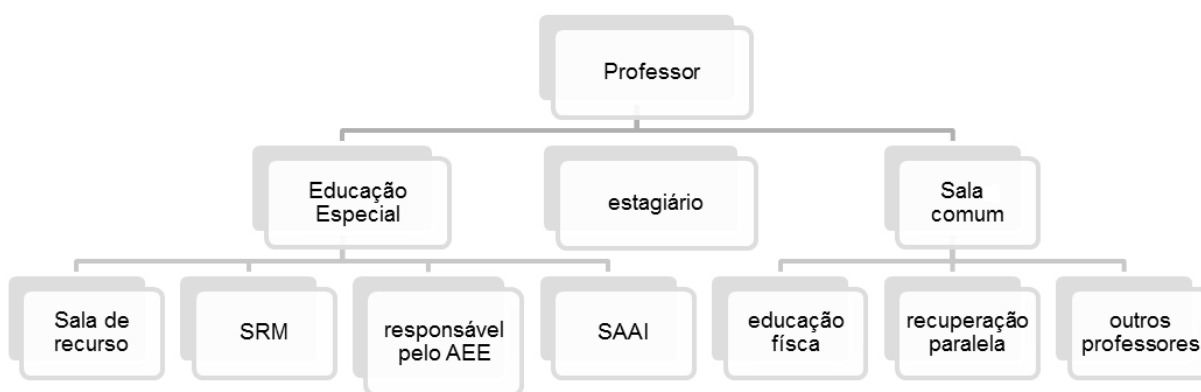 Professor
Educação
Especial
estagiário
Sala
comum
Sala de
recurso
SRM
responsável
pelo AEE
SAAI
educação
físca
recuperação
paralela
outros
professores